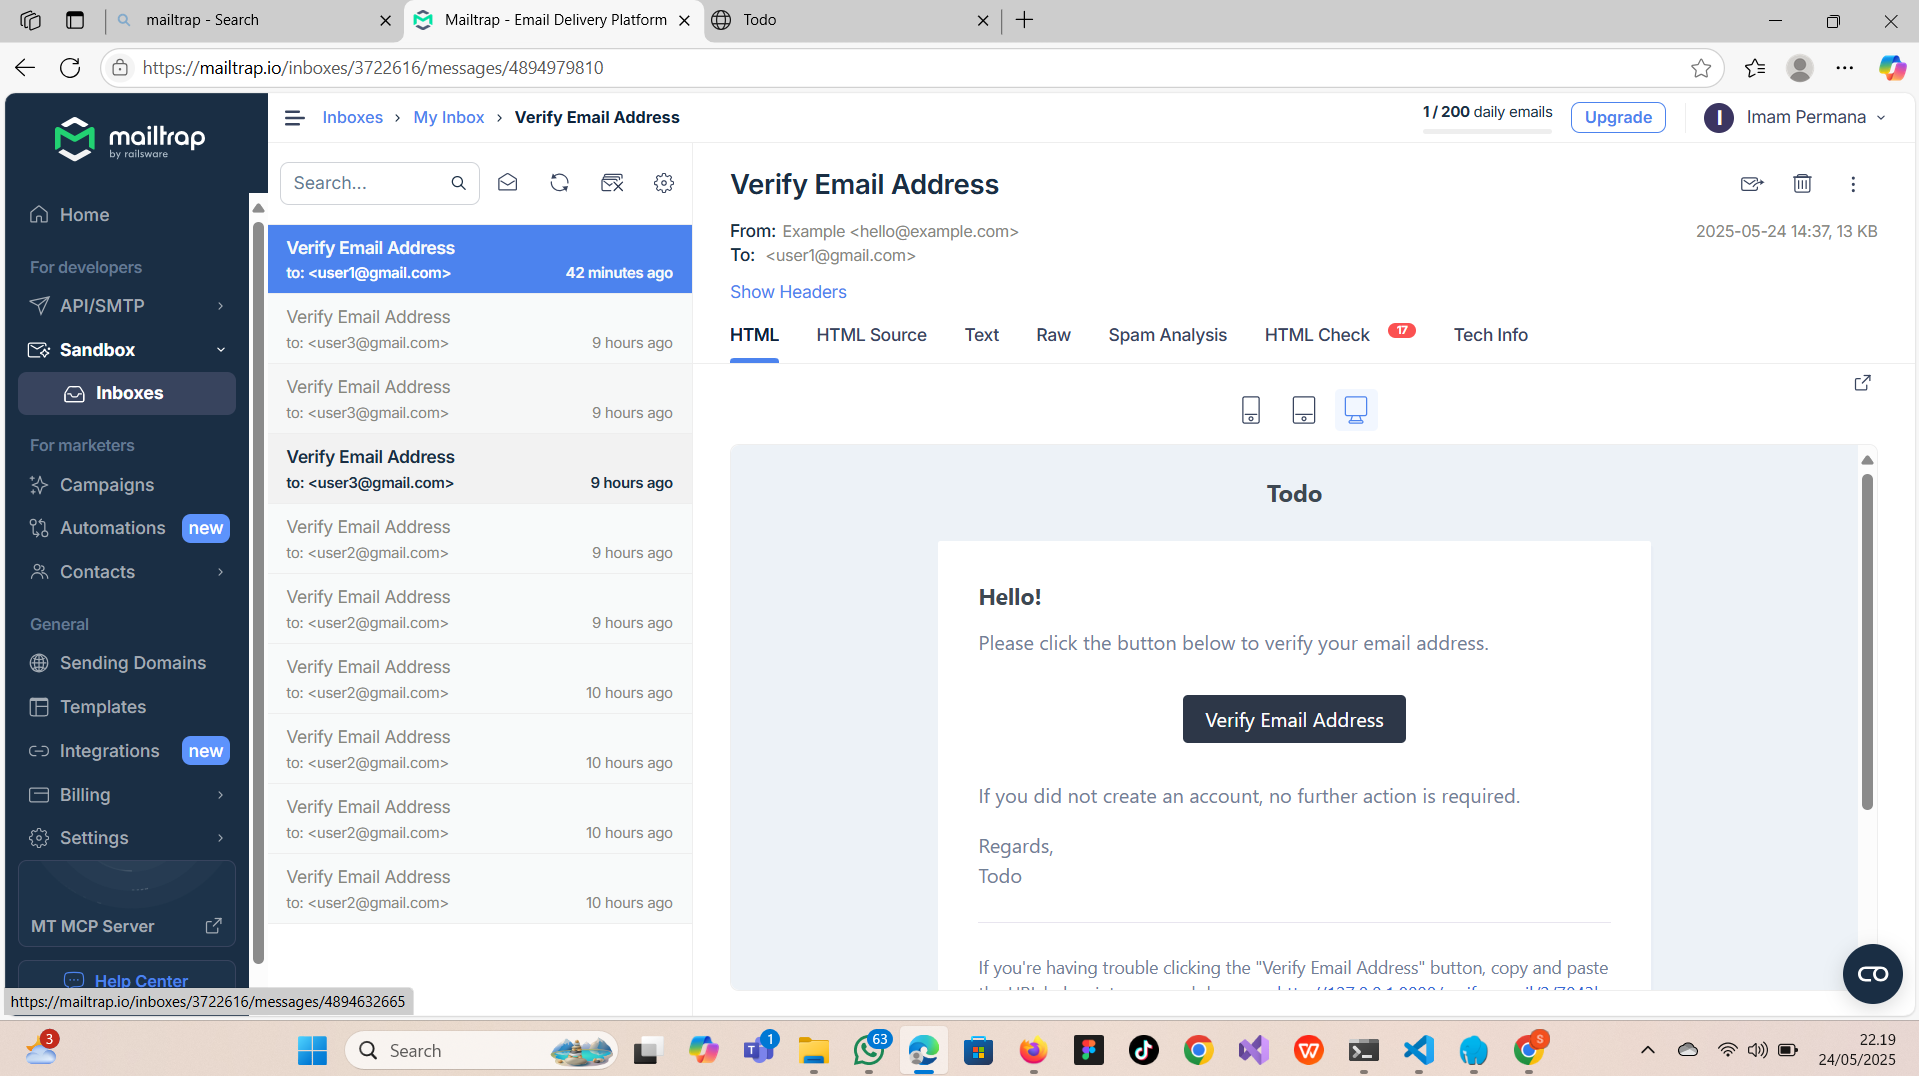 mailtrap - Search
Mailtrap - Email Delivery Platform
Todo
https://mailtrap.io/inboxes/3722616/messages/4894979810
mailtrap
by railsware
Home
For developers
API/SMTP
Sandbox
Inboxes
For marketers
Campaigns
Automations new
Contacts
General
Sending Domains
Templates
Integrations new
Billing
Settings
MT MCP Server
Help Center
https://mailtrap.io/inboxes/3722616/messages/4894632665
Inboxes › My Inbox › Verify Email Address
1 / 200 daily emails
Upgrade
I
Imam Permana
Search...
Verify Email Address
to: <user1@gmail.com> 42 minutes ago
Verify Email Address
to: <user3@gmail.com> 9 hours ago
Verify Email Address
to: <user3@gmail.com> 9 hours ago
Verify Email Address
to: <user3@gmail.com> 9 hours ago
Verify Email Address
to: <user2@gmail.com> 9 hours ago
Verify Email Address
to: <user2@gmail.com> 9 hours ago
Verify Email Address
to: <user2@gmail.com> 10 hours ago
Verify Email Address
to: <user2@gmail.com> 10 hours ago
Verify Email Address
to: <user2@gmail.com> 10 hours ago
Verify Email Address
to: <user2@gmail.com> 10 hours ago
Verify Email Address
From: Example <hello@example.com>
2025-05-24 14:37, 13 KB
To: <user1@gmail.com>
Show Headers
HTML HTML Source Text Raw Spam Analysis HTML Check 17 Tech Info
Todo
Hello!
Please click the button below to verify your email address.
Verify Email Address
If you did not create an account, no further action is required.
Regards,
Todo
If you're having trouble clicking the "Verify Email Address" button, copy and paste
3
Search
1
63
S
22.19
24/05/2025